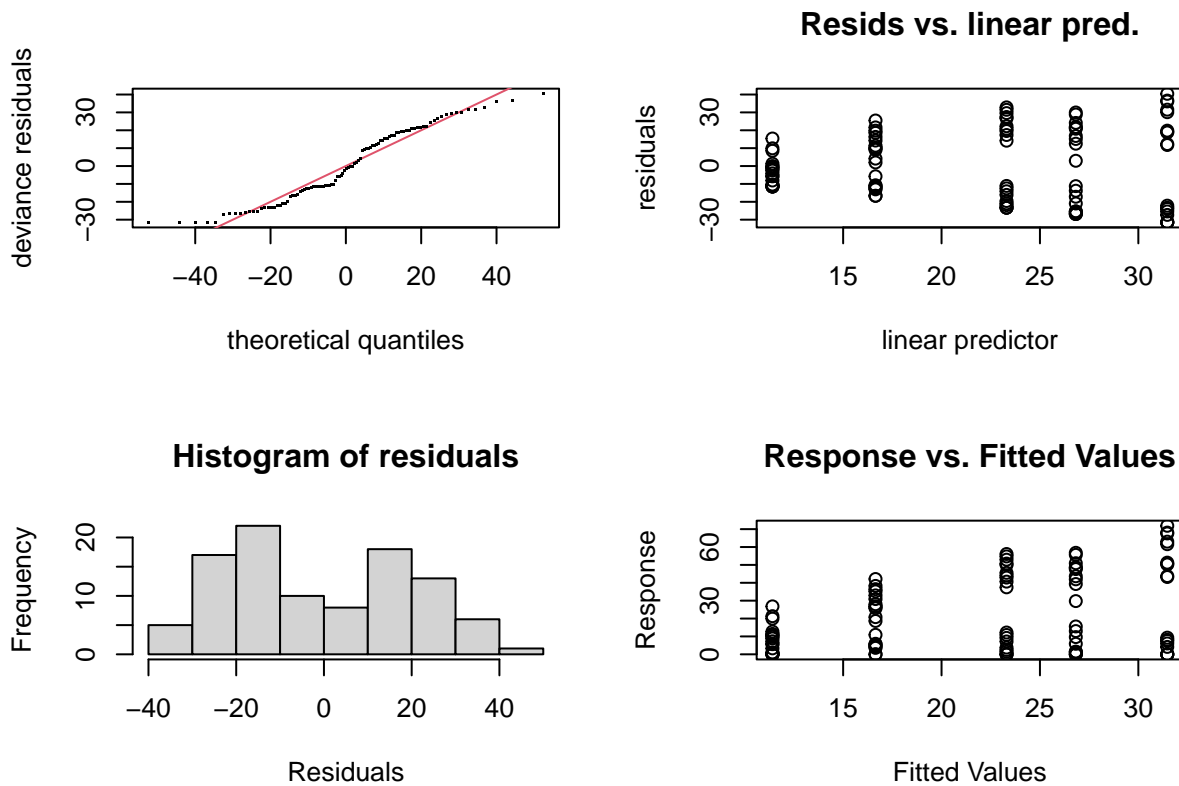 deviance residuals
−30 0 30
−40 −20 0 20 40
theoretical quantiles
Resids vs. linear pred.
residuals
−30 0 30
15 20 25 30
linear predictor
Histogram of residuals
Frequency
0 10 20
−40 −20 0 20 40
Residuals
Response vs. Fitted Values
Response
0 30 60
15 20 25 30
Fitted Values